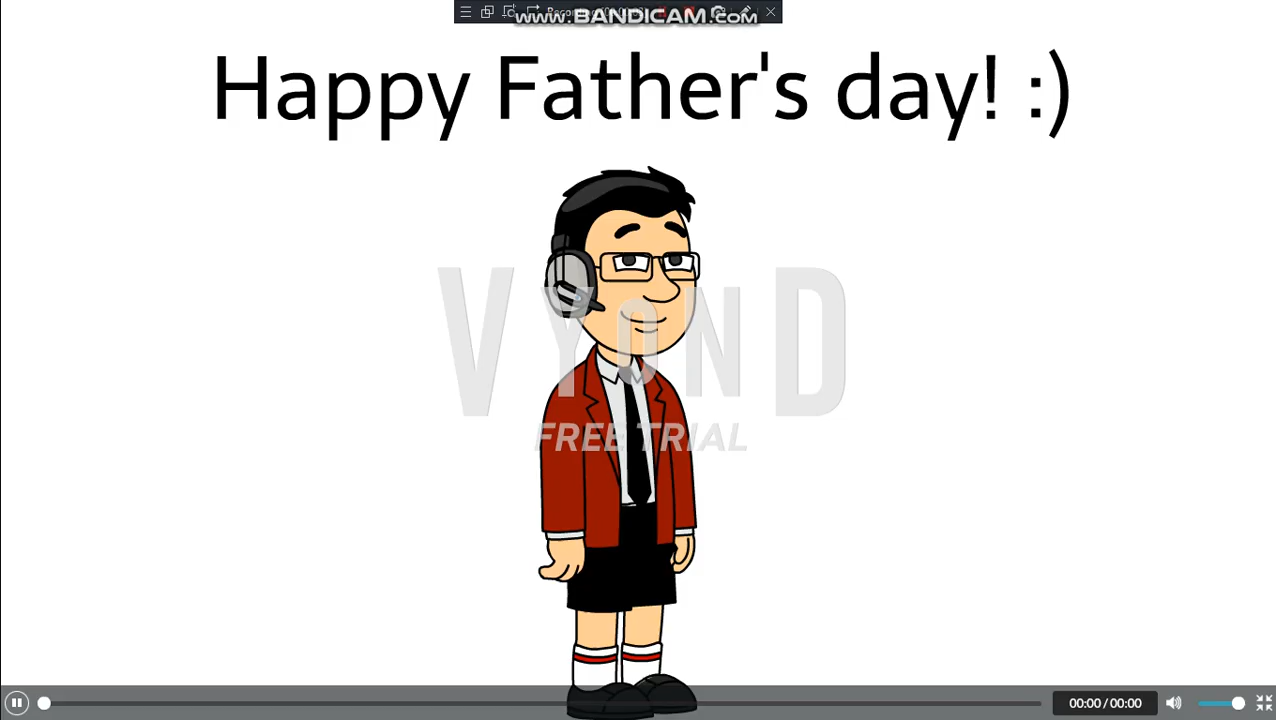 www.BANDICAM.com
Happy Father's day! :)
VYOND
FREE TRIAL
00:00 / 00:00